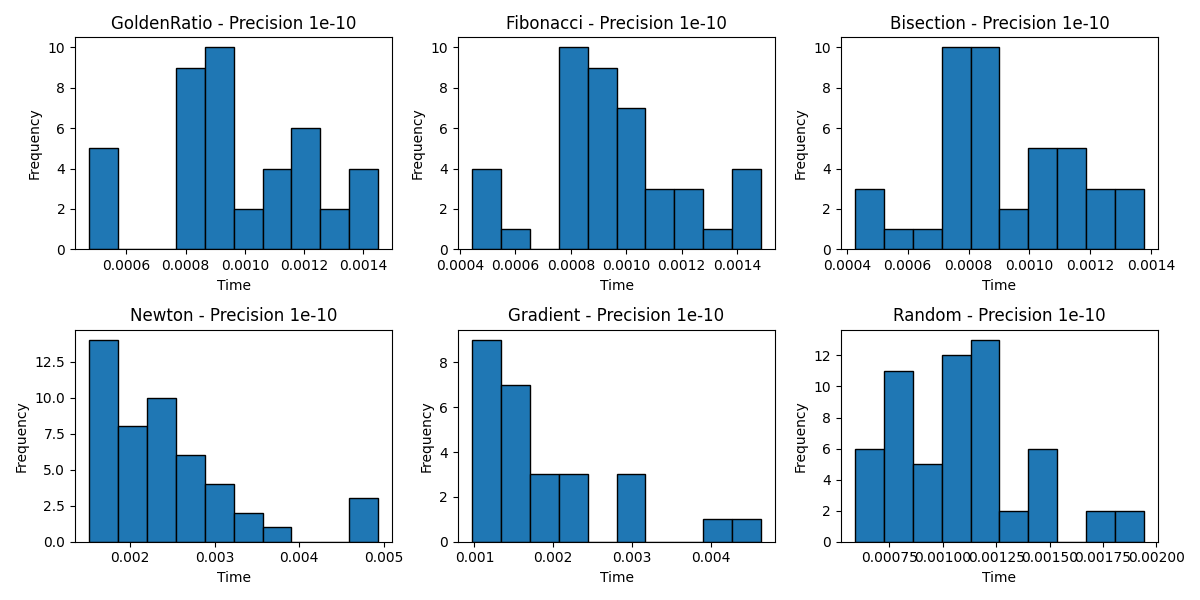 GoldenRatio - Precision 1e-10
Frequency
10
8
6
4
2
0
0.0006 0.0008 0.0010 0.0012 0.0014
Time
Fibonacci - Precision 1e-10
Frequency
10
8
6
4
2
0
0.0004 0.0006 0.0008 0.0010 0.0012 0.0014
Time
Bisection - Precision 1e-10
Frequency
10
8
6
4
2
0
0.0004 0.0006 0.0008 0.0010 0.0012 0.0014
Time
Newton - Precision 1e-10
Frequency
12.5
10.0
7.5
5.0
2.5
0.0
0.002 0.003 0.004 0.005
Time
Gradient - Precision 1e-10
Frequency
8
6
4
2
0
0.001 0.002 0.003 0.004
Time
Random - Precision 1e-10
Frequency
12
10
8
6
4
2
0
0.00075 0.00100 0.00125 0.00150 0.00175 0.00200
Time